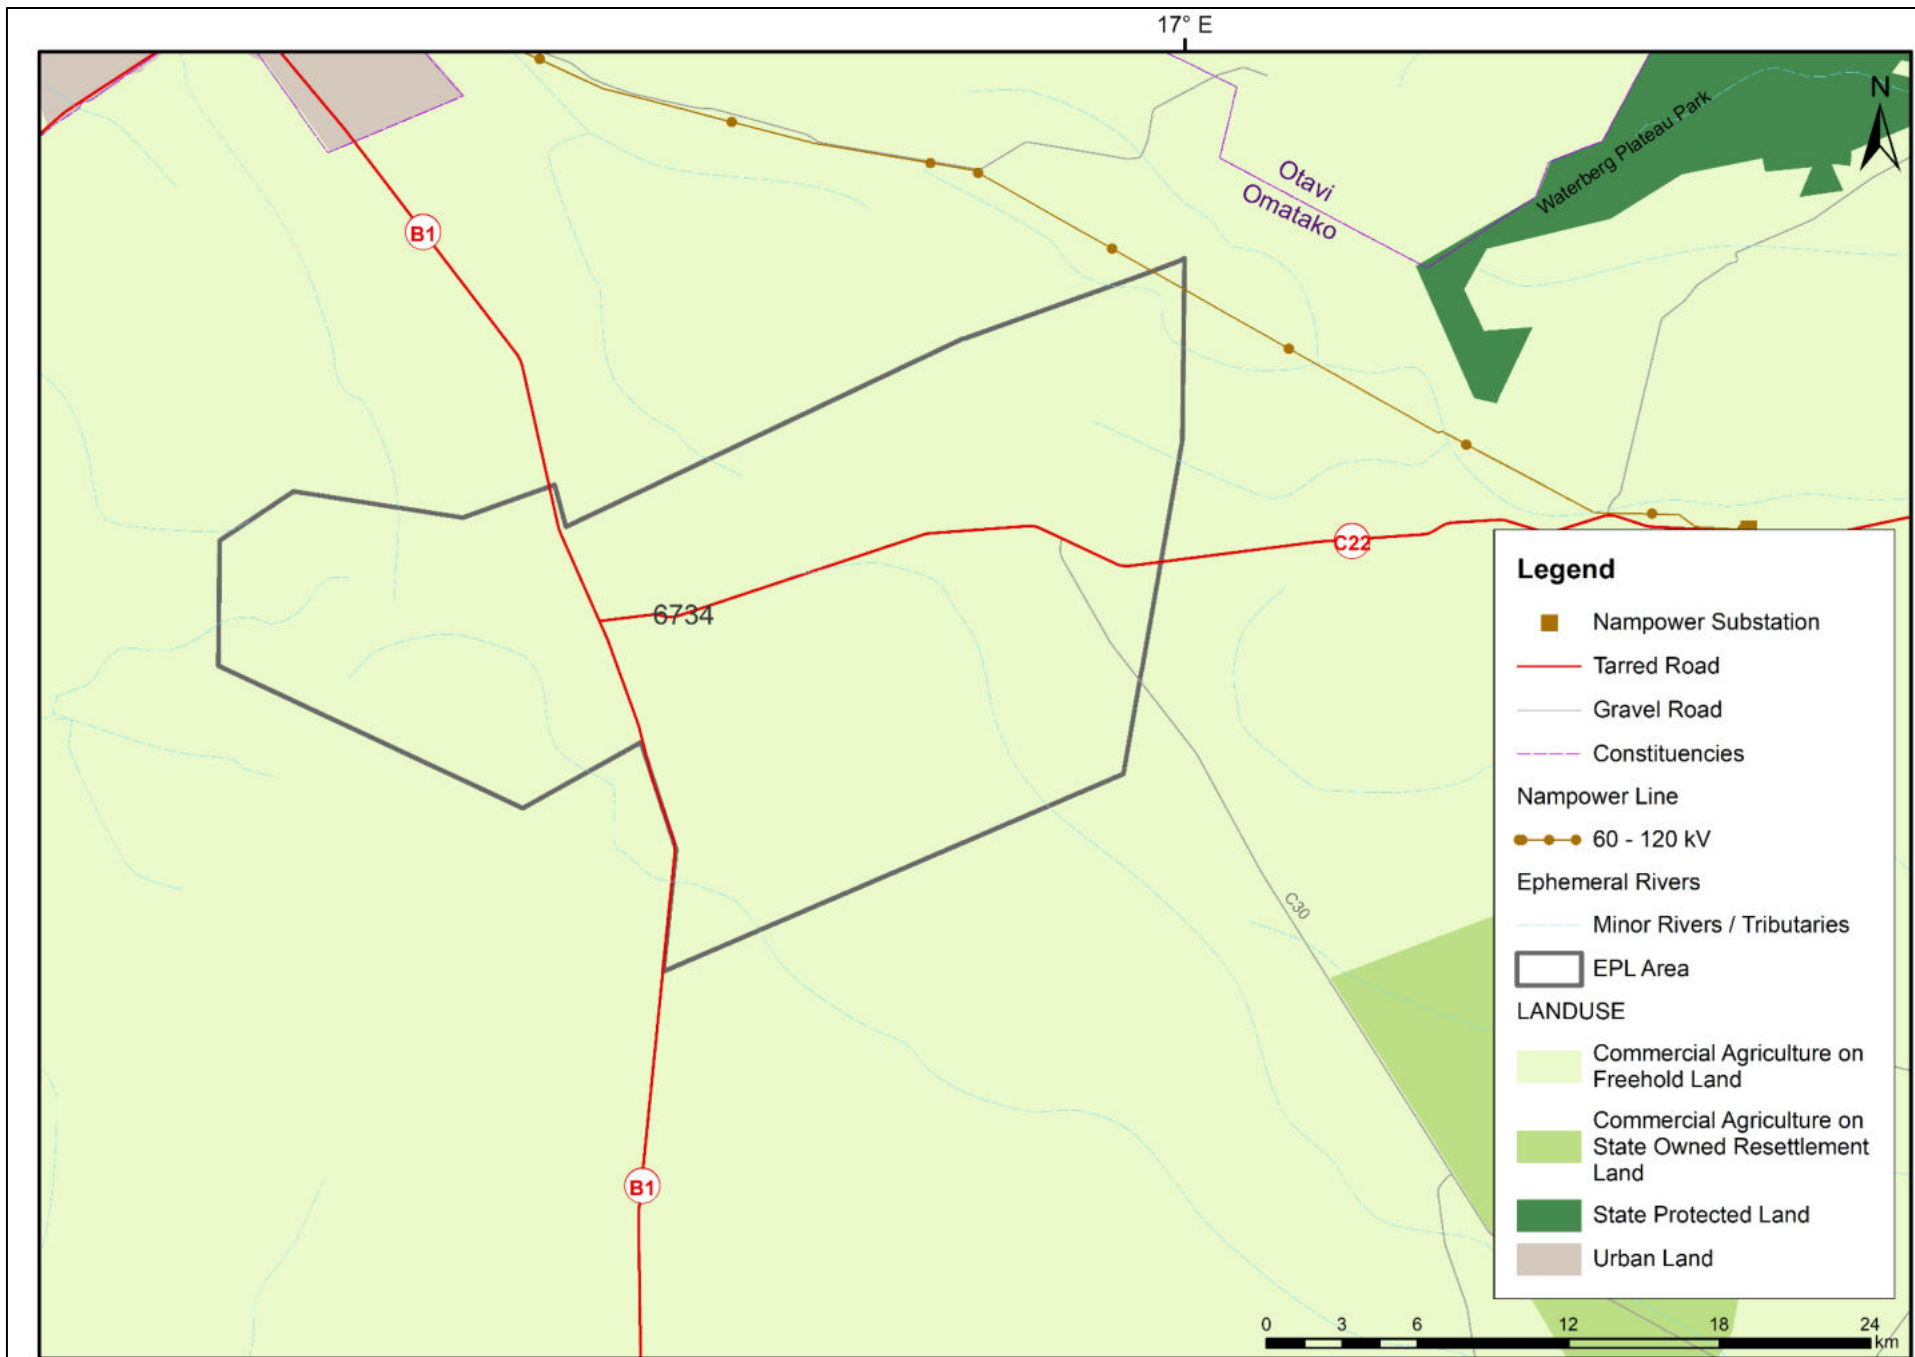 17° E
N
Waterberg Plateau Park
Otavi
Omatako
B1
C22
6734
C30
B1
Legend
Nampower Substation
Tarred Road
Gravel Road
Constituencies
Nampower Line
60 - 120 kV
Ephemeral Rivers
Minor Rivers / Tributaries
EPL Area
LANDUSE
Commercial Agriculture on
Freehold Land
Commercial Agriculture on
State Owned Resettlement
Land
State Protected Land
Urban Land
0 3 6 12 18 24
km